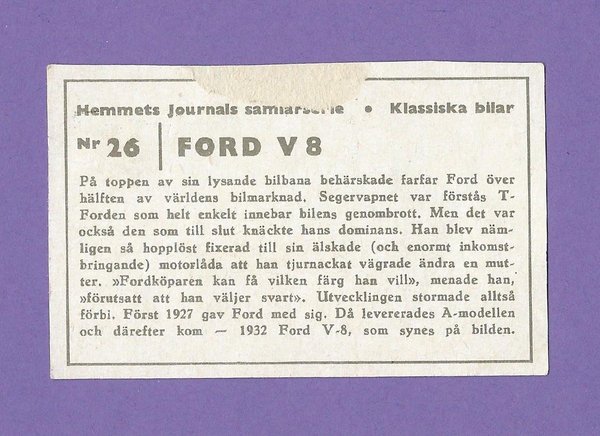 Hemmets Journals samlarserie • Klassiska bilar
Nr 26 FORD V 8
På toppen av sin lysande bilbana behärskade farfar Ford över
hälften av världens bilmarknad. Segervapnet var förstås T-
Forden som helt enkelt innebar bilens genombrott. Men det var
också den som till slut knäckte hans dominans. Han blev näm-
ligen så hopplöst fixerad till sin älskade (och enormt inkomst-
bringande) motorlåda att han tjurnackat vägrade ändra en mut-
ter. »Fordköparen kan få vilken färg han vill», menade han,
»förutsatt att han väljer svart». Utvecklingen stormade alltså
förbi. Först 1927 gav Ford med sig. Då levererades A-modellen
och därefter kom — 1932 Ford V-8, som synes på bilden.